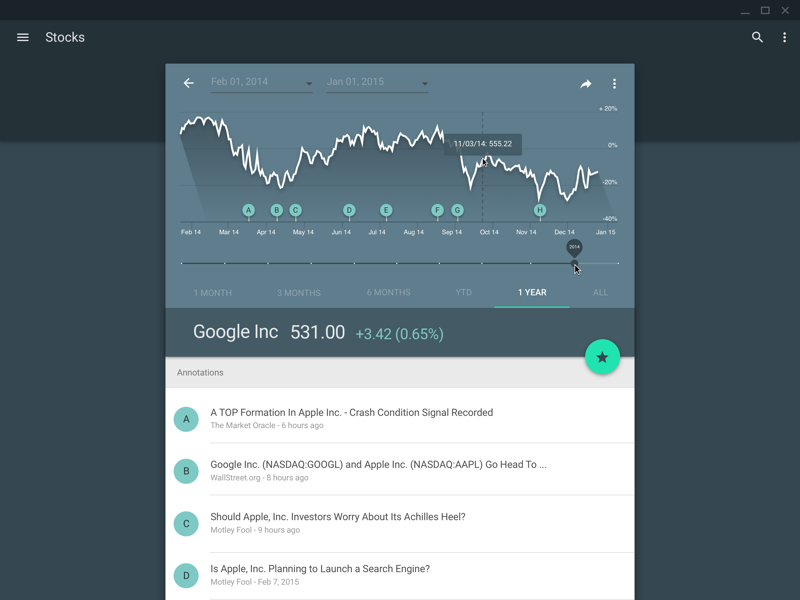 Stocks
Feb 01, 2014 Jan 01, 2015
+ 20%
0%
-20%
-40%
11/03/14: 555.22
A B C D E F G H
Feb 14 Mar 14 Apr 14 May 14 Jun 14 Jul 14 Aug 14 Sep 14 Oct 14 Nov 14 Dec 14 Jan 15
2014
1 MONTH 3 MONTHS 6 MONTHS YTD 1 YEAR ALL
Google Inc 531.00 +3.42 (0.65%)
Annotations
A
A TOP Formation In Apple Inc. - Crash Condition Signal Recorded
The Market Oracle - 6 hours ago
B
Google Inc. (NASDAQ:GOOGL) and Apple Inc. (NASDAQ:AAPL) Go Head To ...
WallStreet.org - 8 hours ago
C
Should Apple, Inc. Investors Worry About Its Achilles Heel?
Motley Fool - 9 hours ago
D
Is Apple, Inc. Planning to Launch a Search Engine?
Motley Fool - Feb 7, 2015